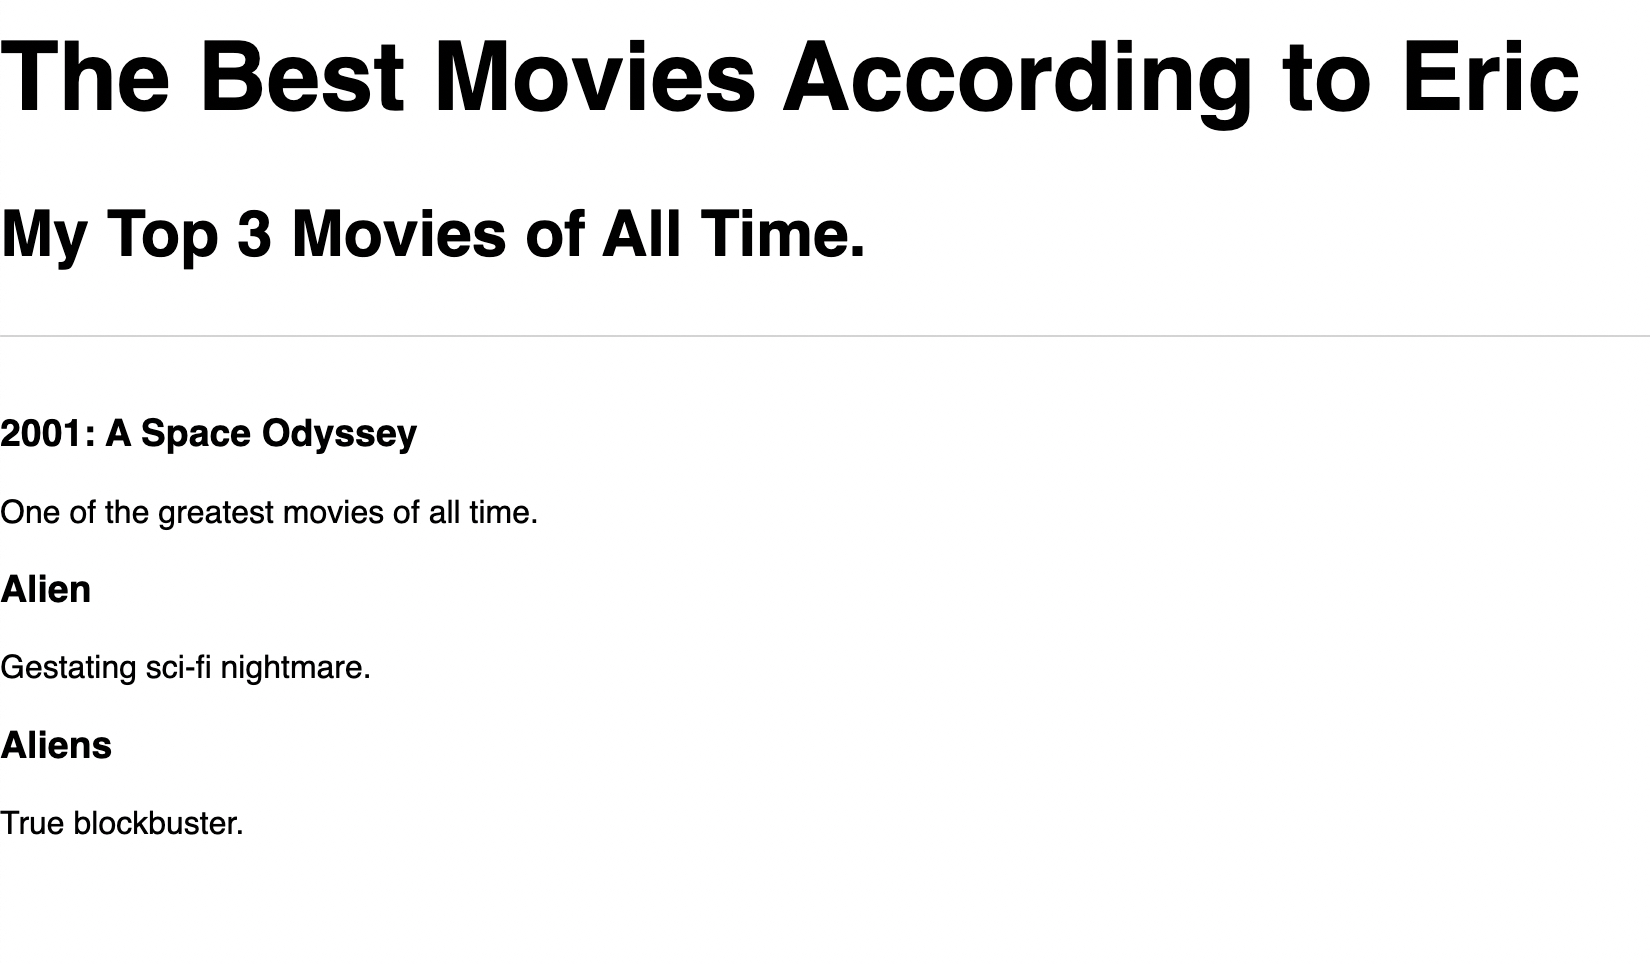 The Best Movies According to Eric
My Top 3 Movies of All Time.
2001: A Space Odyssey
One of the greatest movies of all time.
Alien
Gestating sci-fi nightmare.
Aliens
True blockbuster.